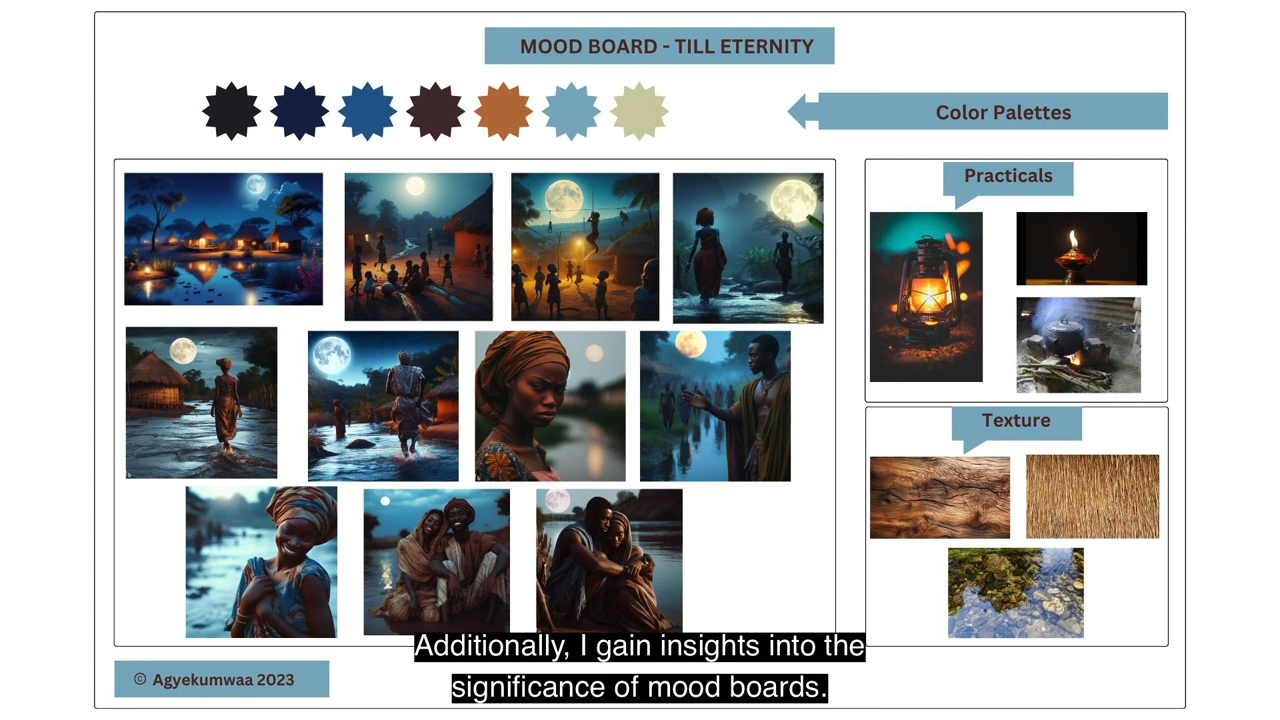 MOOD BOARD - TILL ETERNITY
Color Palettes
Practicals
Texture
© Agyekumwaa 2023
Additionally, I gain insights into the
significance of mood boards.